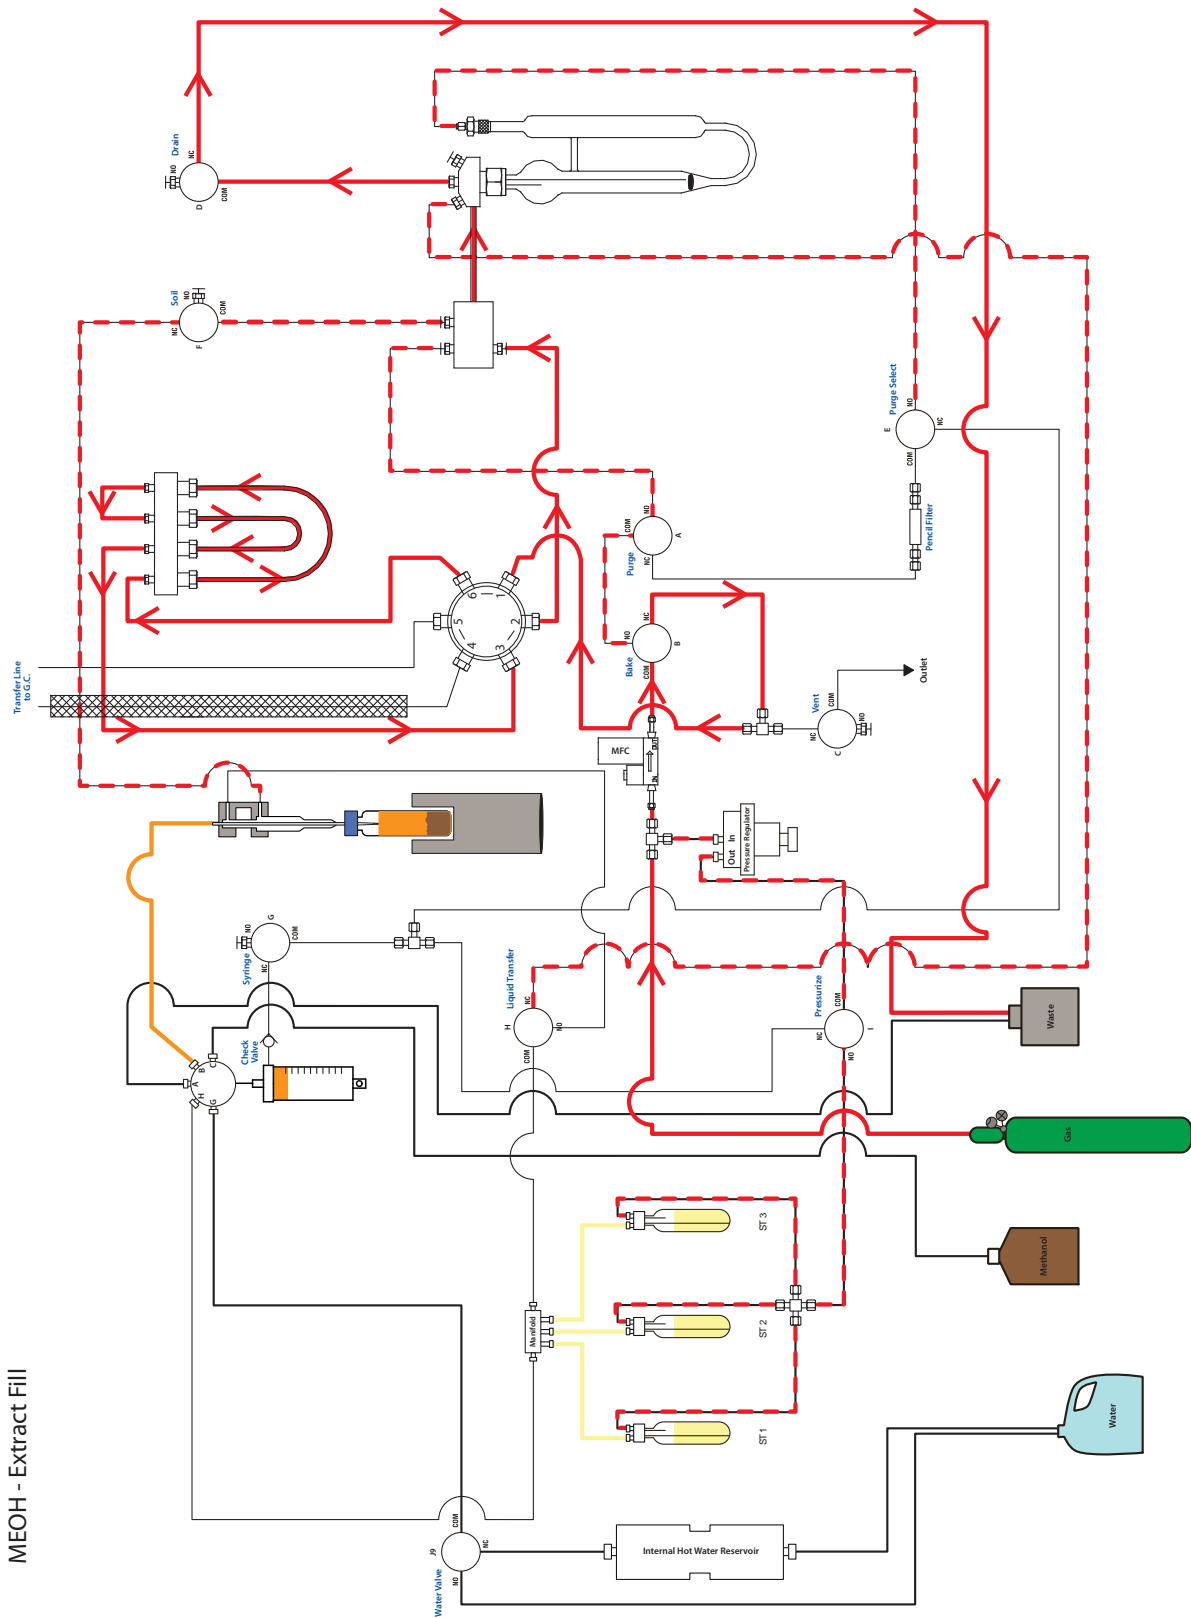 MEOH - Extract Fill
Transfer Line
to G.C.
Drain
NO
NC
COM
D
Soil
NO
NC
COM
F
6
1
5
2
4
3
Purge Select
E
NO
NC
COM
Pencil Filter
Purge
COM
NO
NC
A
Bake
NO
NC
COM
B
Vent
COM
NC
NO
C
Outlet
MFC
IN
OUT
Out
In
Pressure Regulator
Syringe
NO
G
COM
NC
Check
Valve
A
B
C
H
G
Liquid Transfer
H
NC
NO
COM
Pressurize
COM
NC
NO
I
Waste
Gas
Methanol
Water
Manifold
ST 3
ST 2
ST 1
Water Valve
J9
COM
NC
NO
Internal Hot Water Reservoir